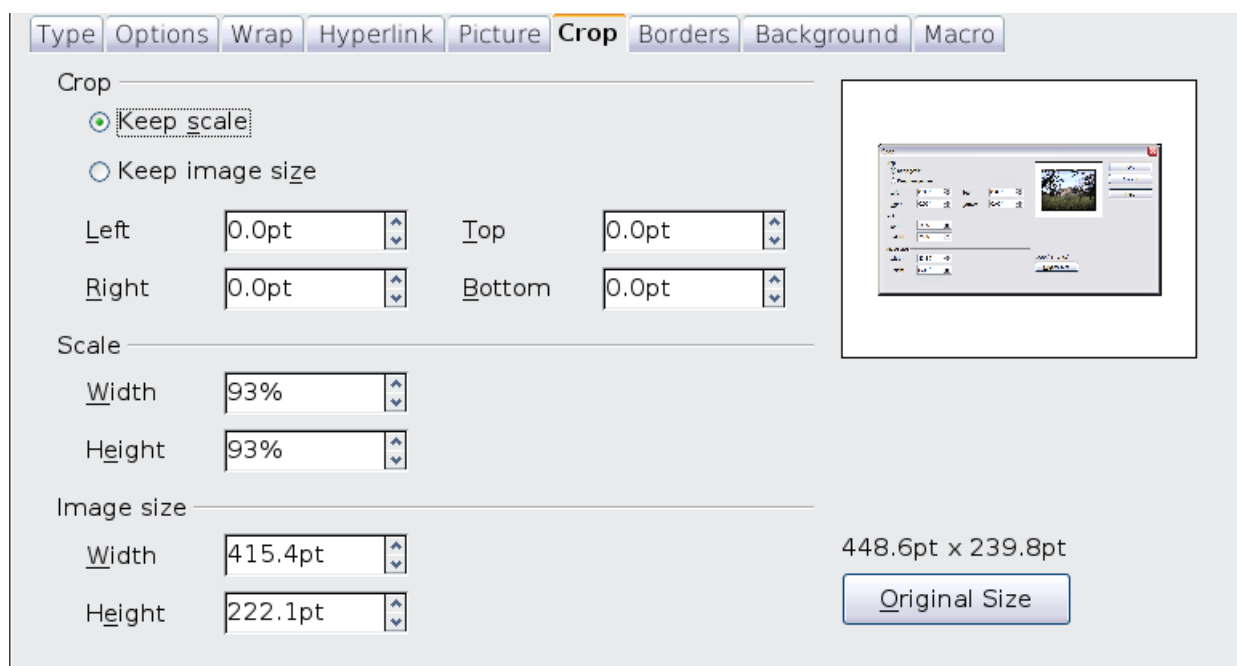 Type Options Wrap Hyperlink Picture Crop Borders Background Macro
Crop
Keep scale
Keep image size
Left 0.0pt Top 0.0pt
Right 0.0pt Bottom 0.0pt
Scale
Width 93%
Height 93%
Image size
Width 415.4pt 448.6pt x 239.8pt
Height 222.1pt Original Size